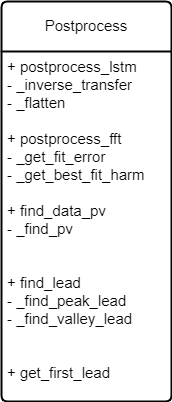 Postprocess
+ postprocess_lstm
- _inverse_transfer
- _flatten
+ postprocess_fft
- _get_fit_error
- _get_best_fit_harm
+ find_data_pv
- _find_pv
+ find_lead
- _find_peak_lead
- _find_valley_lead
+ get_first_lead